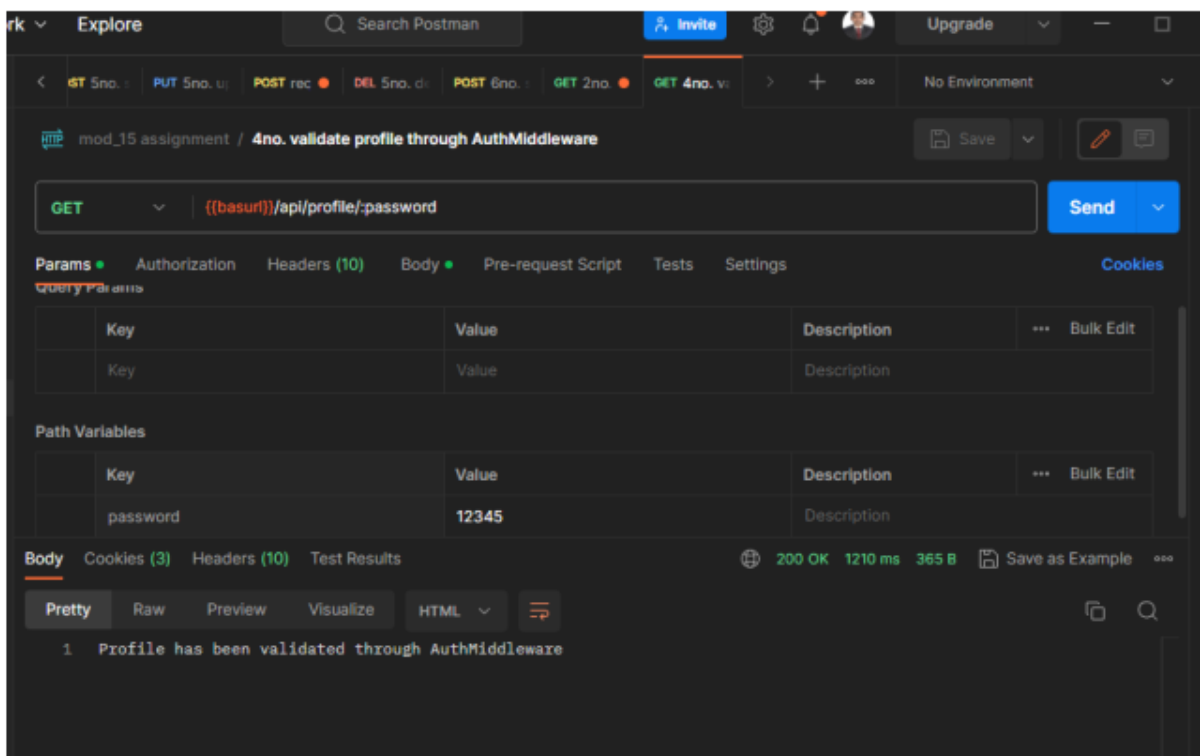 rk Explore Search Postman Invite Upgrade
ST 5no. s PUT 5no. u POST rec DEL 5no. d POST 6no. GET 2no. GET 4no. v No Environment
HTTP mod_15 assignment / 4no. validate profile through AuthMiddleware Save
GET {{basurl}}/api/profile/:password Send
Params Authorization Headers (10) Body Pre-request Script Tests Settings Cookies
Query Params
Key Value Description Bulk Edit
Key Value Description
Path Variables
Key Value Description Bulk Edit
password 12345 Description
Body Cookies (3) Headers (10) Test Results 200 OK 1210 ms 365 B Save as Example
Pretty Raw Preview Visualize HTML
1 Profile has been validated through AuthMiddleware